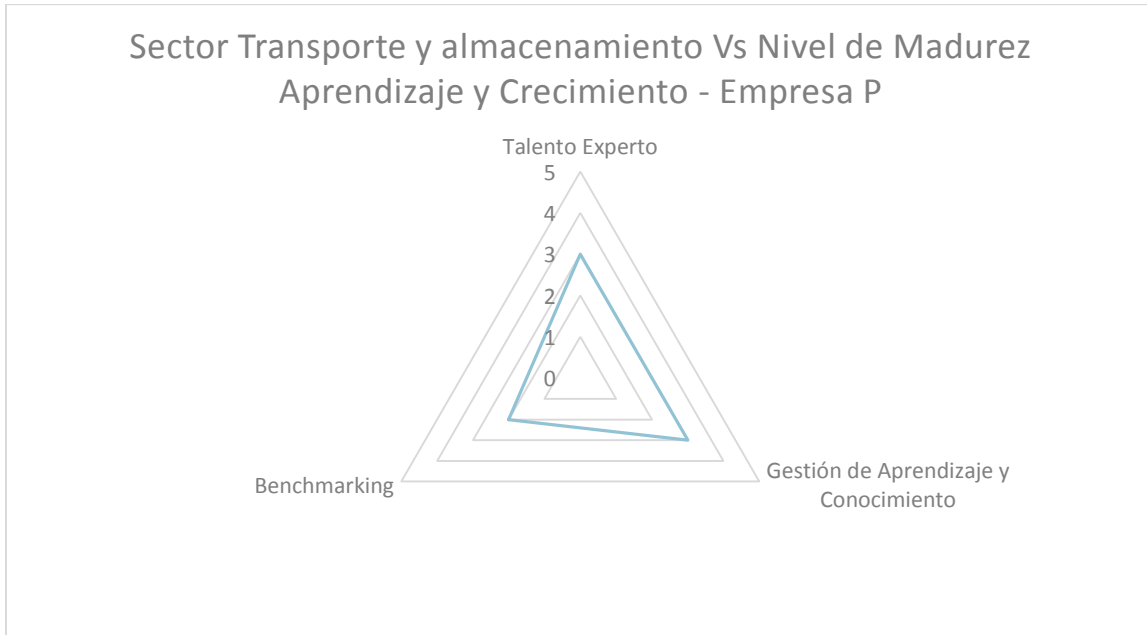 Sector Transporte y almacenamiento Vs Nivel de Madurez
Aprendizaje y Crecimiento - Empresa P
Talento Experto
5
4
3
2
1
0
Gestión de Aprendizaje y
Conocimiento
Benchmarking